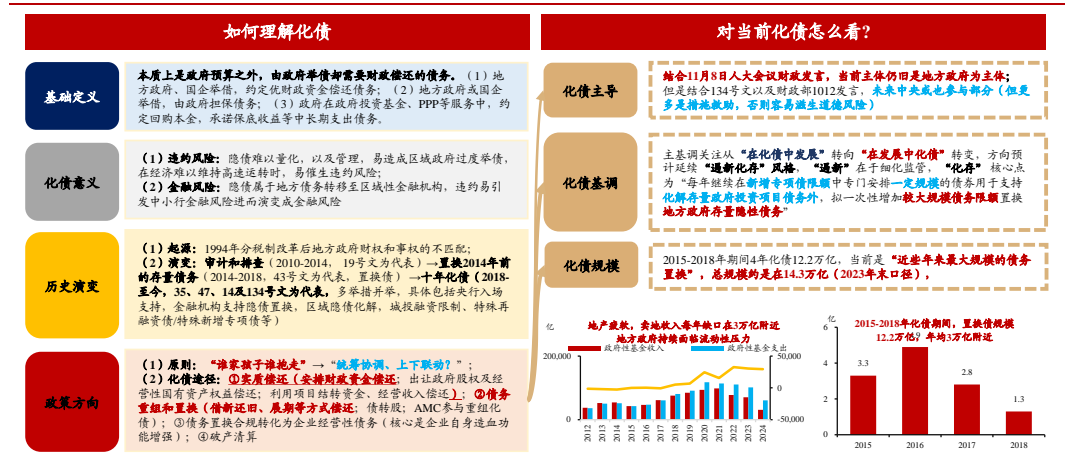 如何理解化债
基础定义
本质上是政府预算之外，由政府举债却需要财政偿还的债务。（1）地
方政府、国企举借，约定优财政资金偿还债务；（2）地方政府或国企
举借，由政府担保债务；（3）政府在政府投资基金、PPP等服务中，约
定回购本金，承诺保底收益等中长期支出债务。
化债意义
（1）违约风险：隐债难以量化，以及管理，易造成区域政府过度举债，
在经济难以维持高速运转时，易催生违约风险；
（2）金融风险：隐债属于地方债务转移至区域性金融机构，违约易引
发中小行金融风险进而演变成金融风险
历史演变
（1）起源：1994年分税制改革后地方政府财权和事权的不匹配；
（2）演变：审计和排查（2010-2014，19号文为代表）→置换2014年前
的存量债务（2014-2018，43号文为代表，置换债）→十年化债（2018-
至今，35、47、14及134号文为代表，多举措并举，具体包括央行入场
支持，金融机构支持隐债置换，区域隐债化解，城投融资限制、特殊再
融资债/特殊新增专项债等）
政策方向
（1）原则：“谁家孩子谁抱走”→“统筹协调、上下联动？”；
（2）化债途径：①实质偿还（安排财政资金偿还；出让政府股权及经
营性国有资产权益偿还；利用项目结转资金、经营收入偿还）；②债务
重组和置换（借新还旧、展期等方式偿还；债转股；AMC参与重组化
债）；③债务置换合规转化为企业经营性债务（核心是企业自身造血功
能增强）；④破产清算
对当前化债怎么看？
化债主导
结合11月8日人大会议财政发言，当前主体仍旧是地方政府为主体；
但是结合134号文以及财政部1012发言，未来中央或也参与部分（但更
多是措施救助，否则容易滋生道德风险）
化债基调
主基调关注从“在化债中发展”转向“在发展中化债”转变，方向预
计延续“遏新化存”风格，“遏新”在于细化监管，“化存”核心点
为“每年继续在新增专项债限额中专门安排一定规模的债券用于支持
化解存量政府投资项目债务外，拟一次性增加较大规模债务限额置换
地方政府存量隐性债务”
化债规模
2015-2018年期间4年化债12.2万亿，当前是“近些年来最大规模的债务
置换”，总规模约是在14.3万亿（2023年末口径），
亿
地产疲软，卖地收入每年缺口在3万亿附近
地方政府持续面临流动性压力
政府性基金收入 政府性基金支出
200,000
0
50,000
0
-50,000
2012 2013 2014 2015 2016 2017 2018 2019 2020 2021 2022 2023 2024
亿
2015-2018年化债期间，置换债规模
12.2万亿，年均3万亿附近
6
4
2
0
3.3 4.9 2.8 1.3
2015 2016 2017 2018